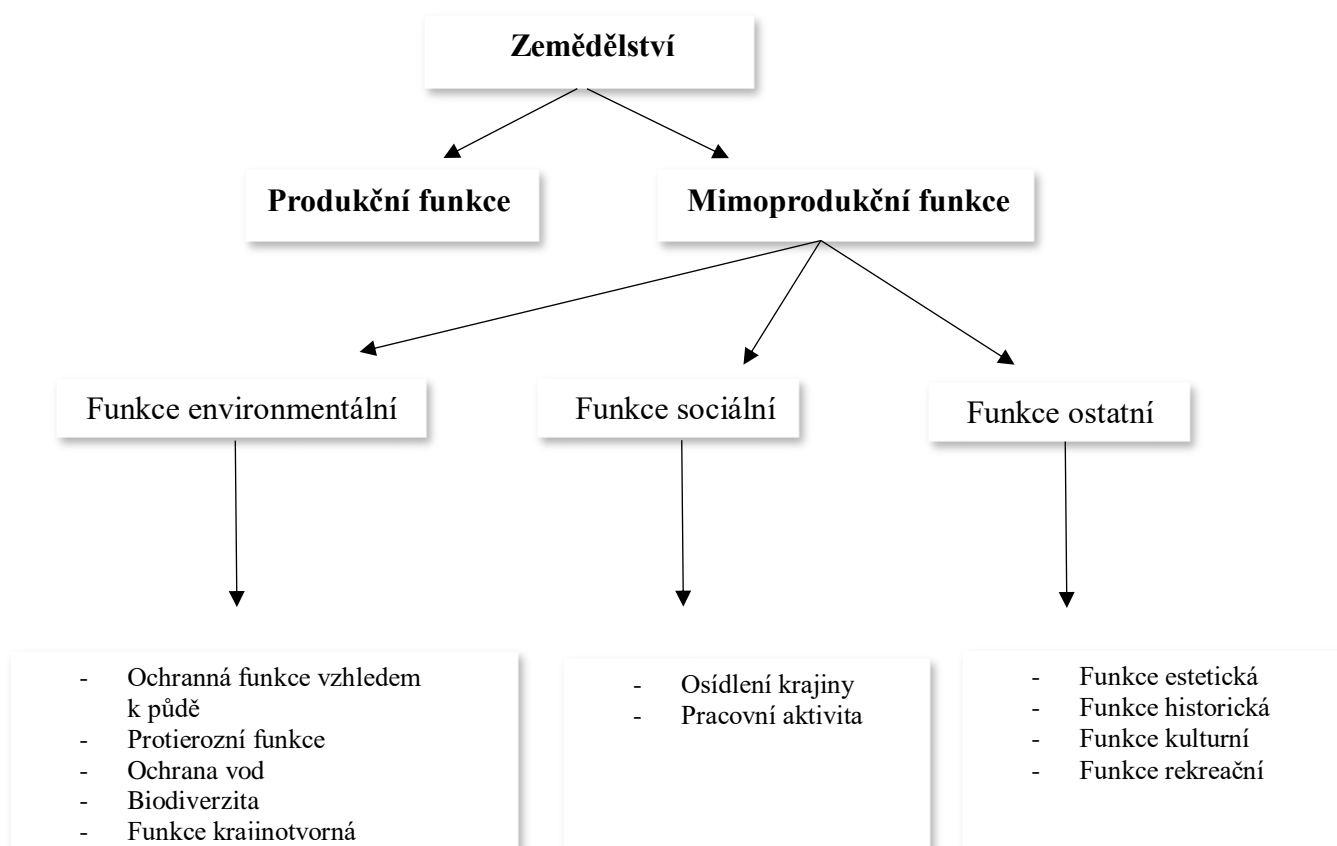 Zemědělství
Produkční funkce
Mimoprodukční funkce
Funkce environmentální
Funkce sociální
Funkce ostatní
- Ochranná funkce vzhledem
k půdě
- Protierozní funkce
- Ochrana vod
- Biodiverzita
- Funkce krajinotvorná
- Osídlení krajiny
- Pracovní aktivita
- Funkce estetická
- Funkce historická
- Funkce kulturní
- Funkce rekreační